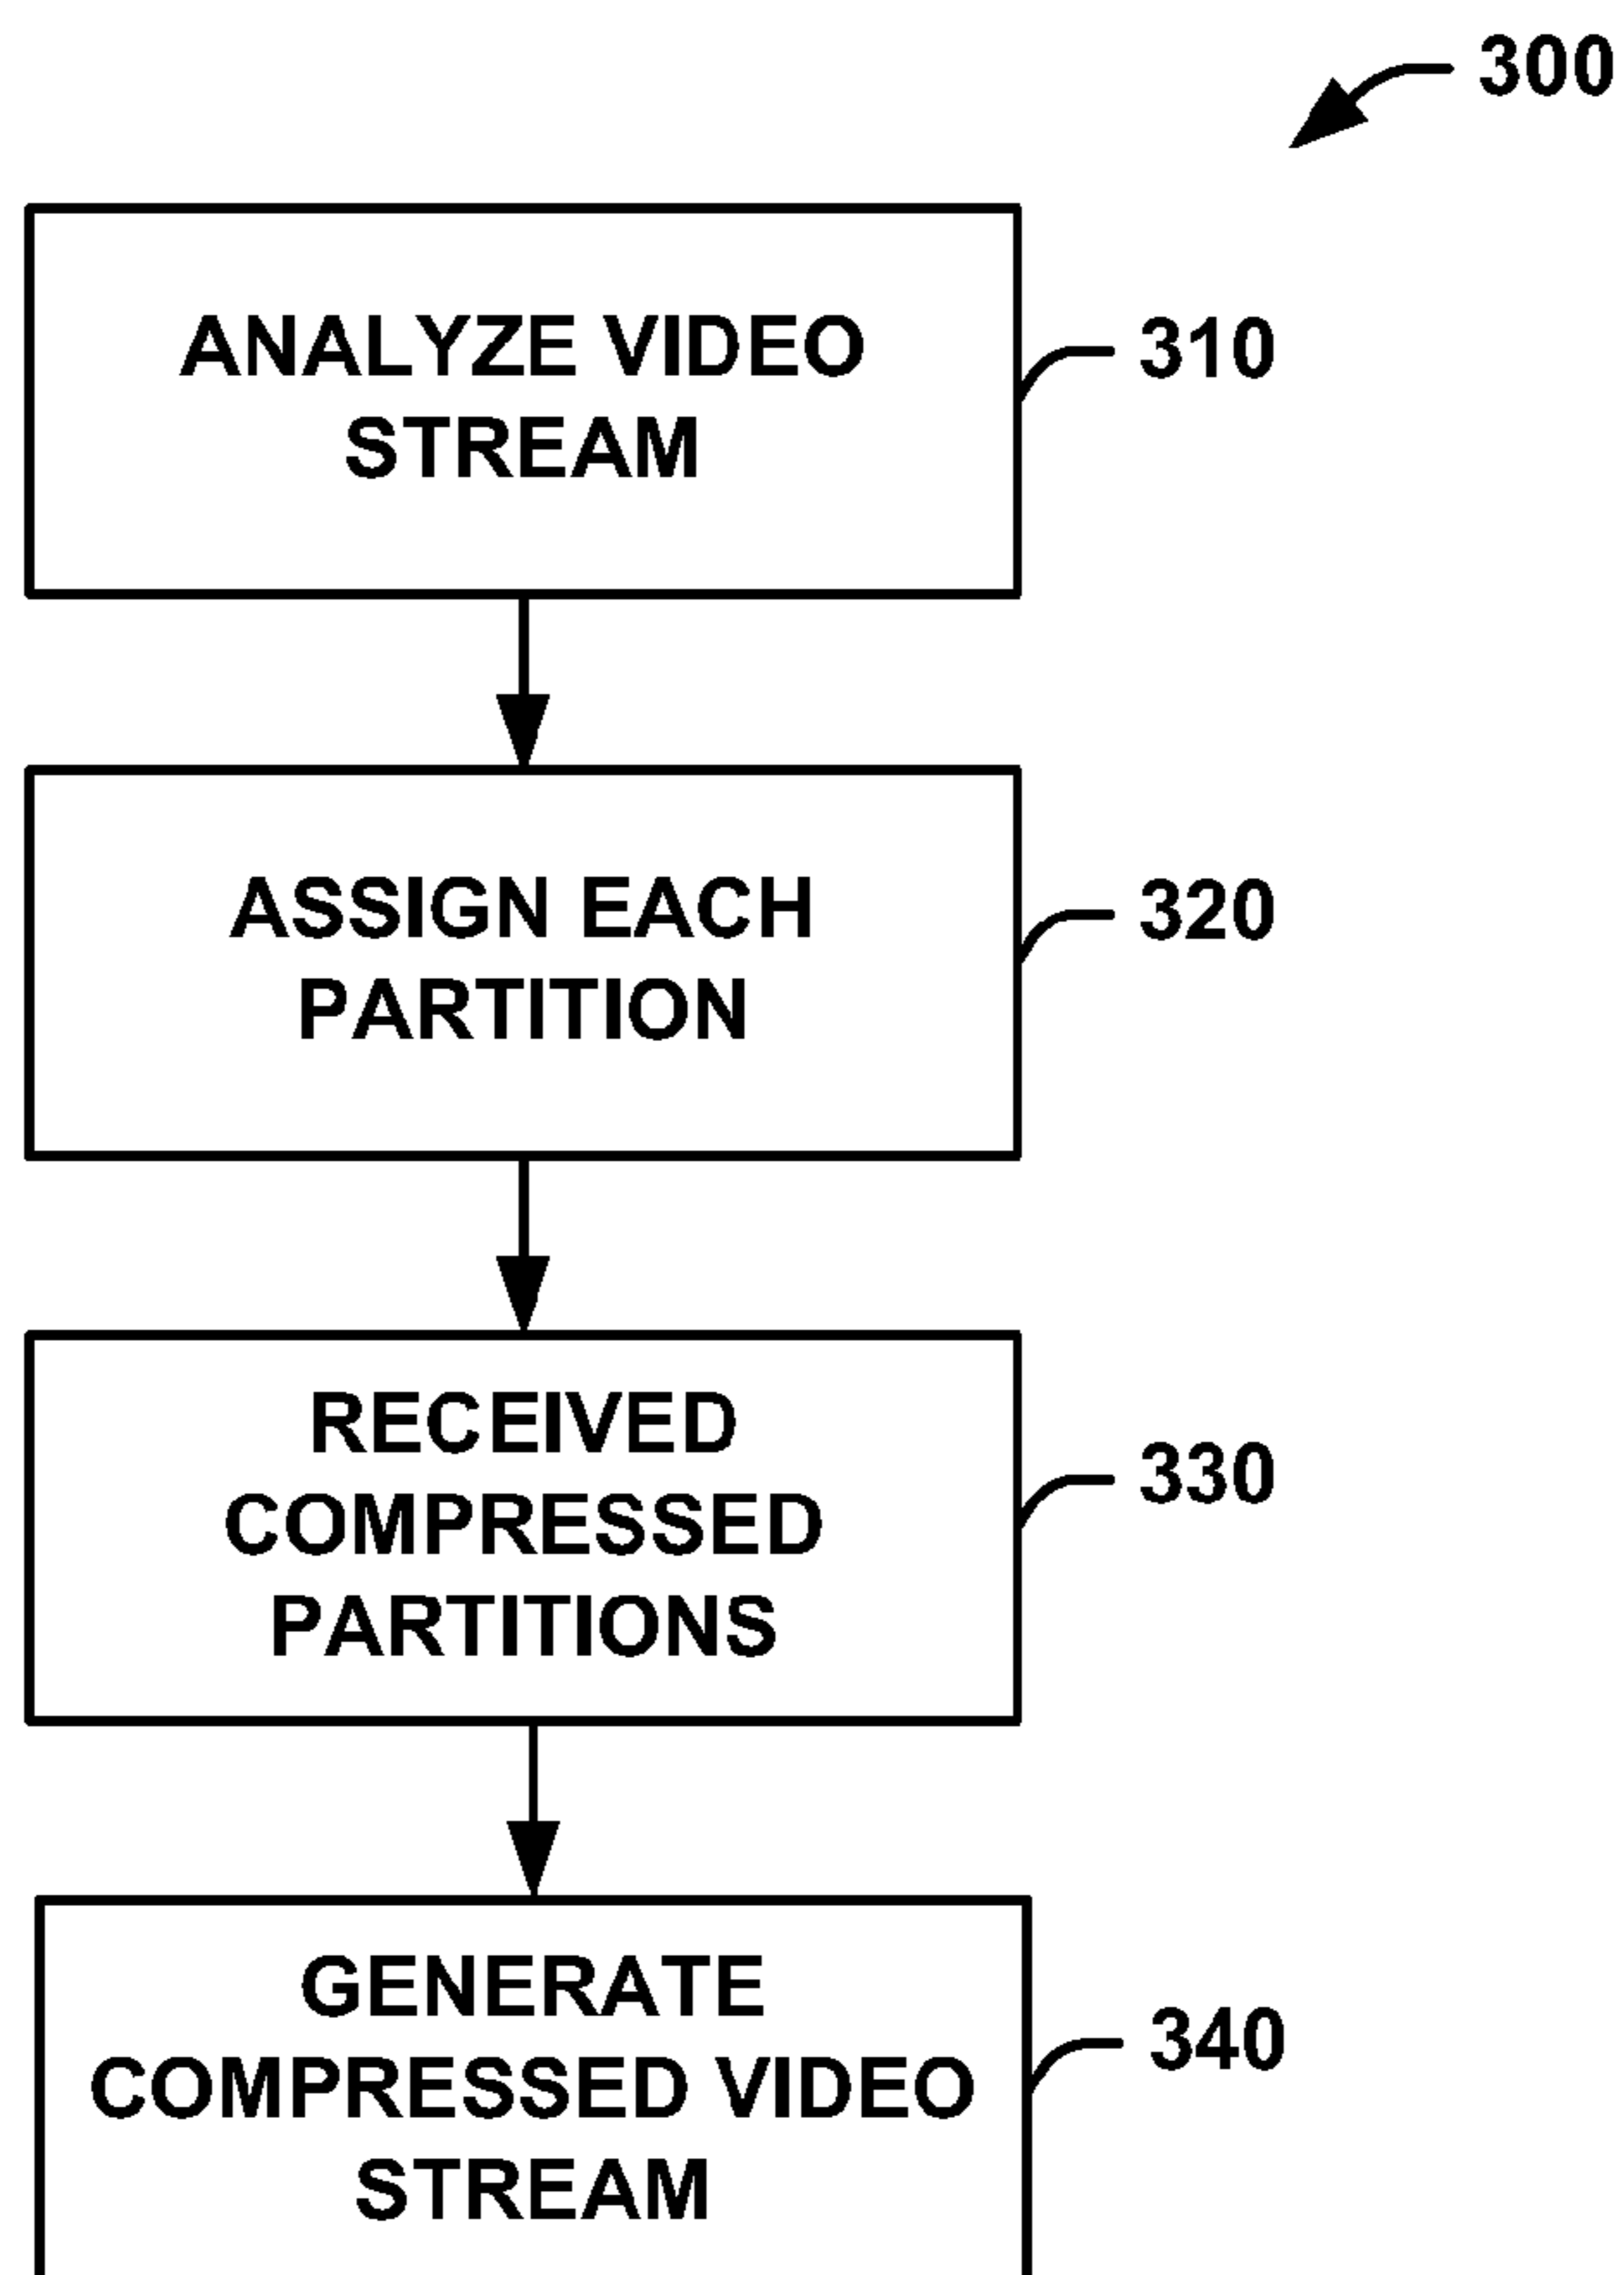 300
ANALYZE VIDEO
STREAM
310
ASSIGN EACH
PARTITION
320
RECEIVED
COMPRESSED
PARTITIONS
330
GENERATE
COMPRESSED VIDEO
STREAM
340